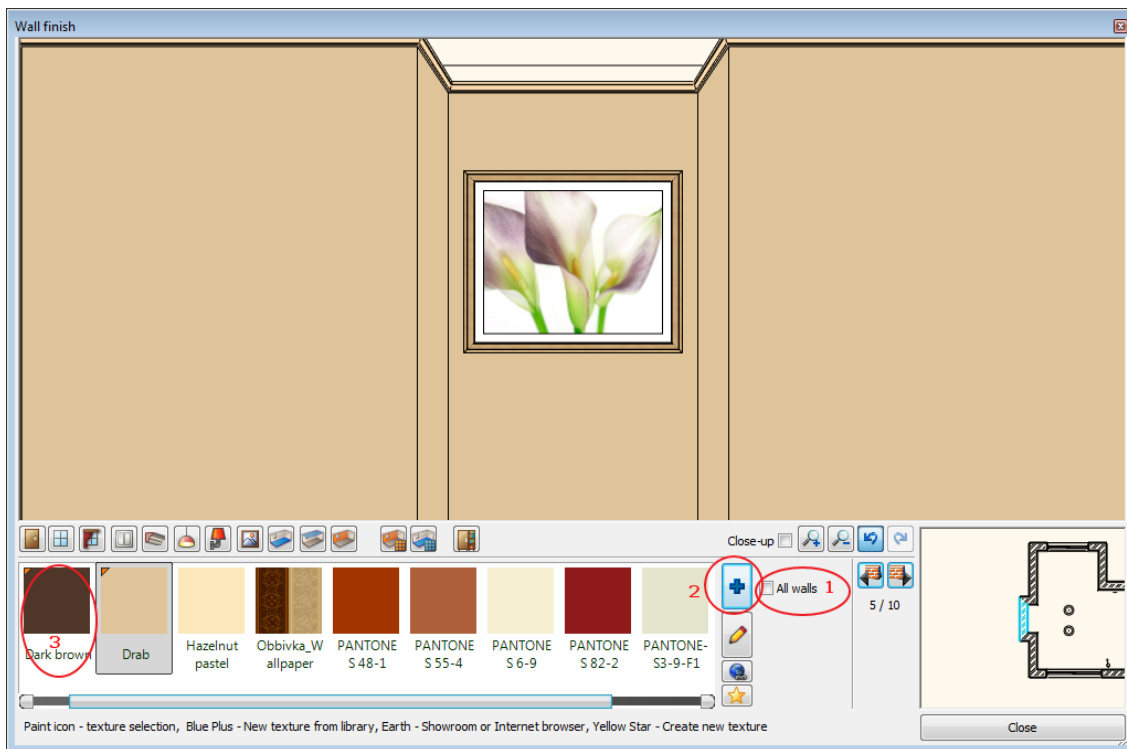 Wall finish
Close-up
2
All walls 1
5 / 10
3
Dark brown
Drab
Hazelnut
pastel
Obbivka_W
allpaper
PANTONE
S 48-1
PANTONE
S 55-4
PANTONE
S 6-9
PANTONE
S 82-2
PANTONE-
S3-9-F1
Paint icon - texture selection, Blue Plus - New texture from library, Earth - Showroom or Internet browser, Yellow Star - Create new texture
Close